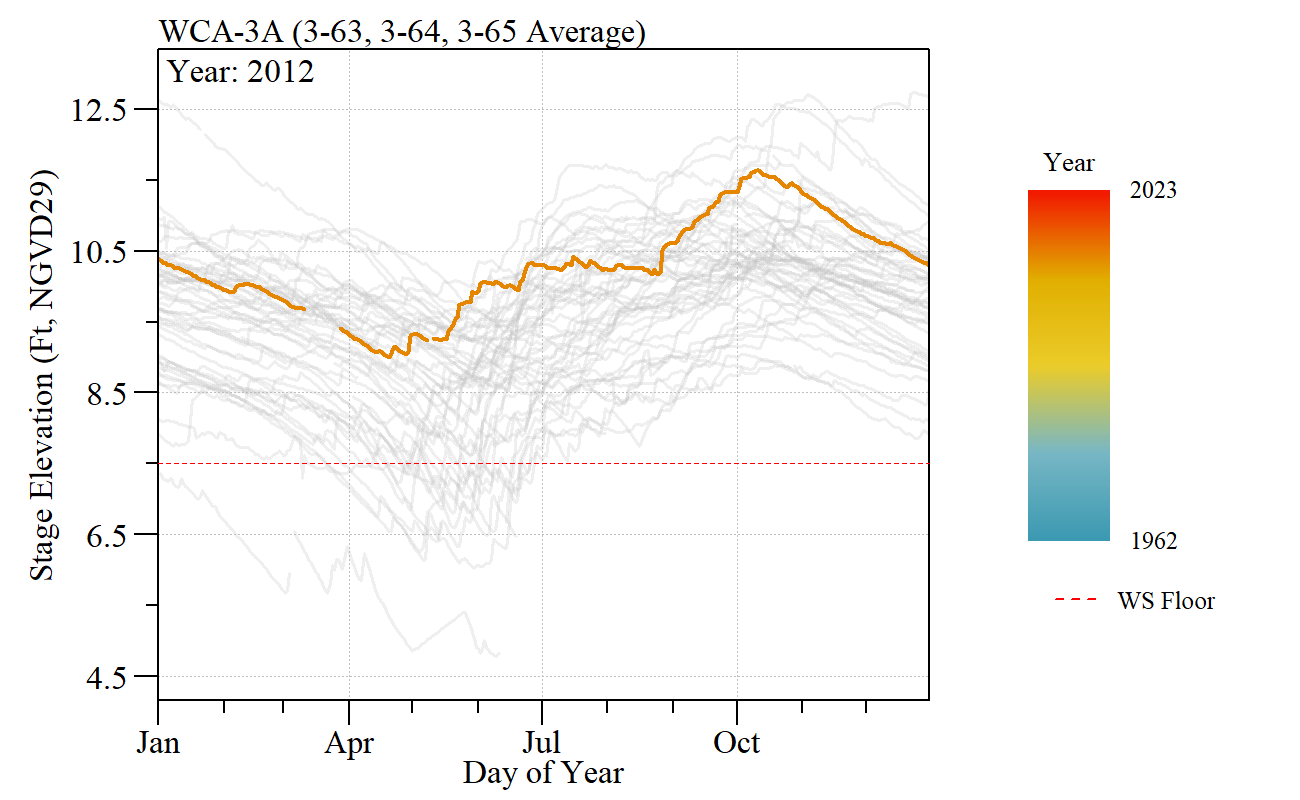 WCA-3A (3-63, 3-64, 3-65 Average)
Year: 2012
Stage Elevation (Ft, NGVD29)
12.5
10.5
8.5
6.5
4.5
Jan
Apr
Jul
Oct
Day of Year
Year
2023
1962
WS Floor